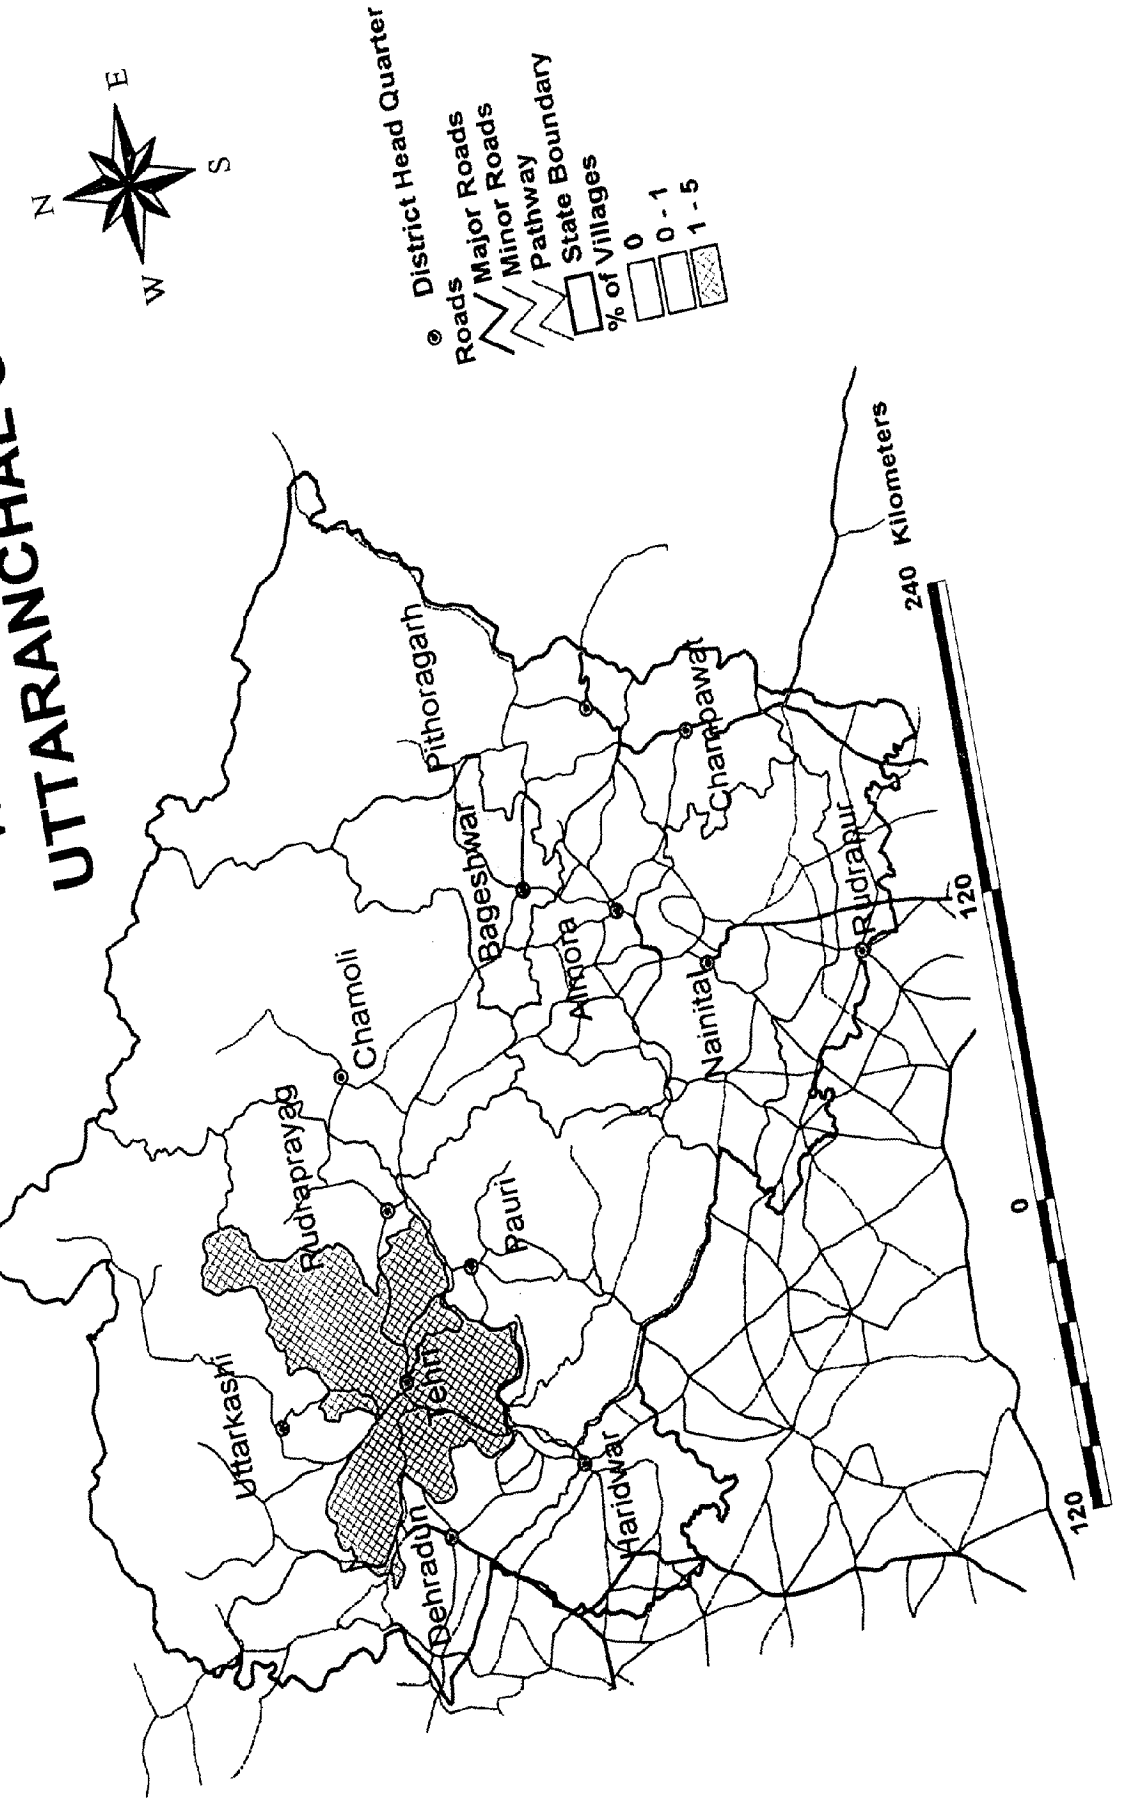 UTTARANCHAL
N
W
E
S
District Head Quarter
Roads
Major Roads
Minor Roads
Pathway
State Boundary
% of Villages
0
0 - 1
1 - 5
Uttarkashi
Rudraprayag
Chamoli
Pithoragarh
Dehradun
Tehri
Pauri
Bageshwar
Haridwar
Almora
Nainital
Champawat
Rudrapur
120
0
120
240 Kilometers